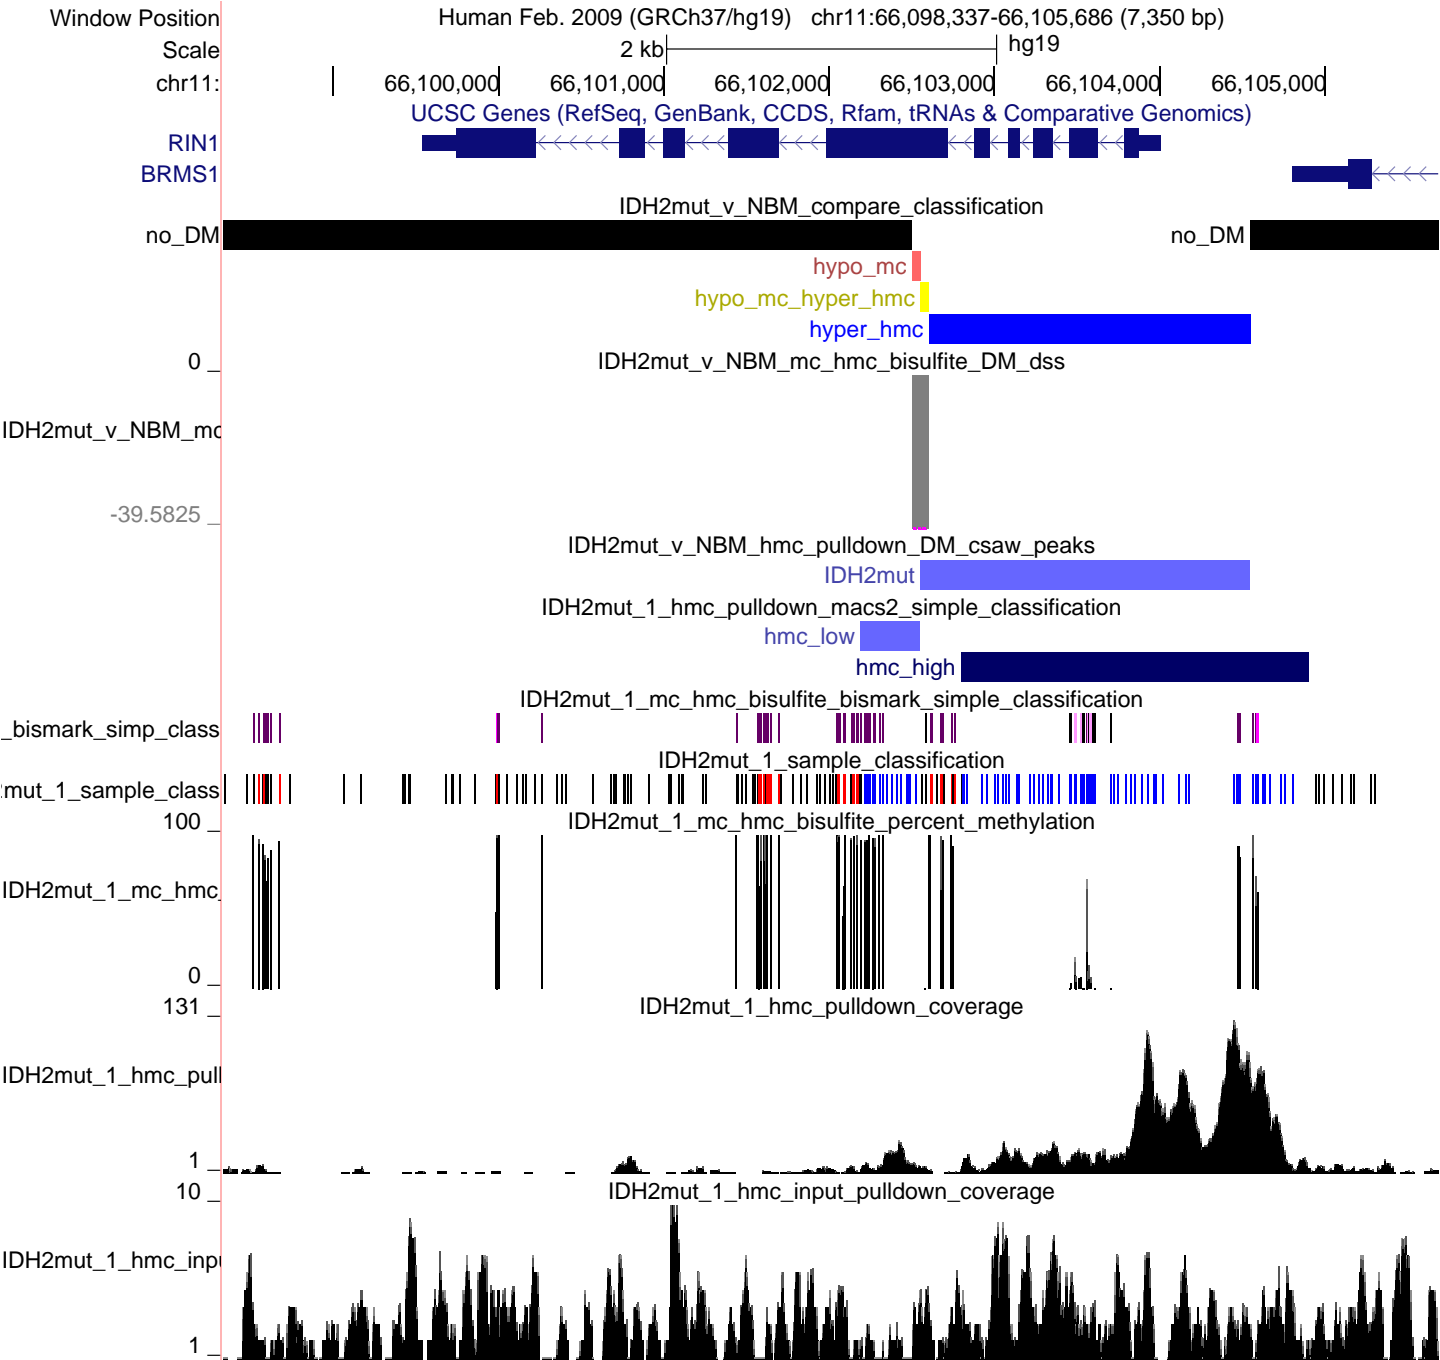 Window Position Human Feb. 2009 (GRCh37/hg19) chr11:66,098,337-66,105,686 (7,350 bp)
Scale 2 kb hg19
chr11: 66,100,000 66,101,000 66,102,000 66,103,000 66,104,000 66,105,000
UCSC Genes (RefSeq, GenBank, CCDS, Rfam, tRNAs & Comparative Genomics)
RIN1
BRMS1
IDH2mut_v_NBM_compare_classification
no_DM no_DM
hypo_mc
hypo_mc_hyper_hmc
hyper_hmc
0 _ IDH2mut_v_NBM_mc_hmc_bisulfite_DM_dss
IDH2mut_v_NBM_mc
-39.5825 _
IDH2mut_v_NBM_hmc_pulldown_DM_csaw_peaks
IDH2mut
IDH2mut_1_hmc_pulldown_macs2_simple_classification
hmc_low
hmc_high
IDH2mut_1_mc_hmc_bisulfite_bismark_simple_classification
_bismark_simp_class
IDH2mut_1_sample_classification
mut_1_sample_class
100 _ IDH2mut_1_mc_hmc_bisulfite_percent_methylation
IDH2mut_1_mc_hmc_
0 _
131 _ IDH2mut_1_hmc_pulldown_coverage
IDH2mut_1_hmc_pull
1 _
10 _ IDH2mut_1_hmc_input_pulldown_coverage
IDH2mut_1_hmc_inpu
1 _